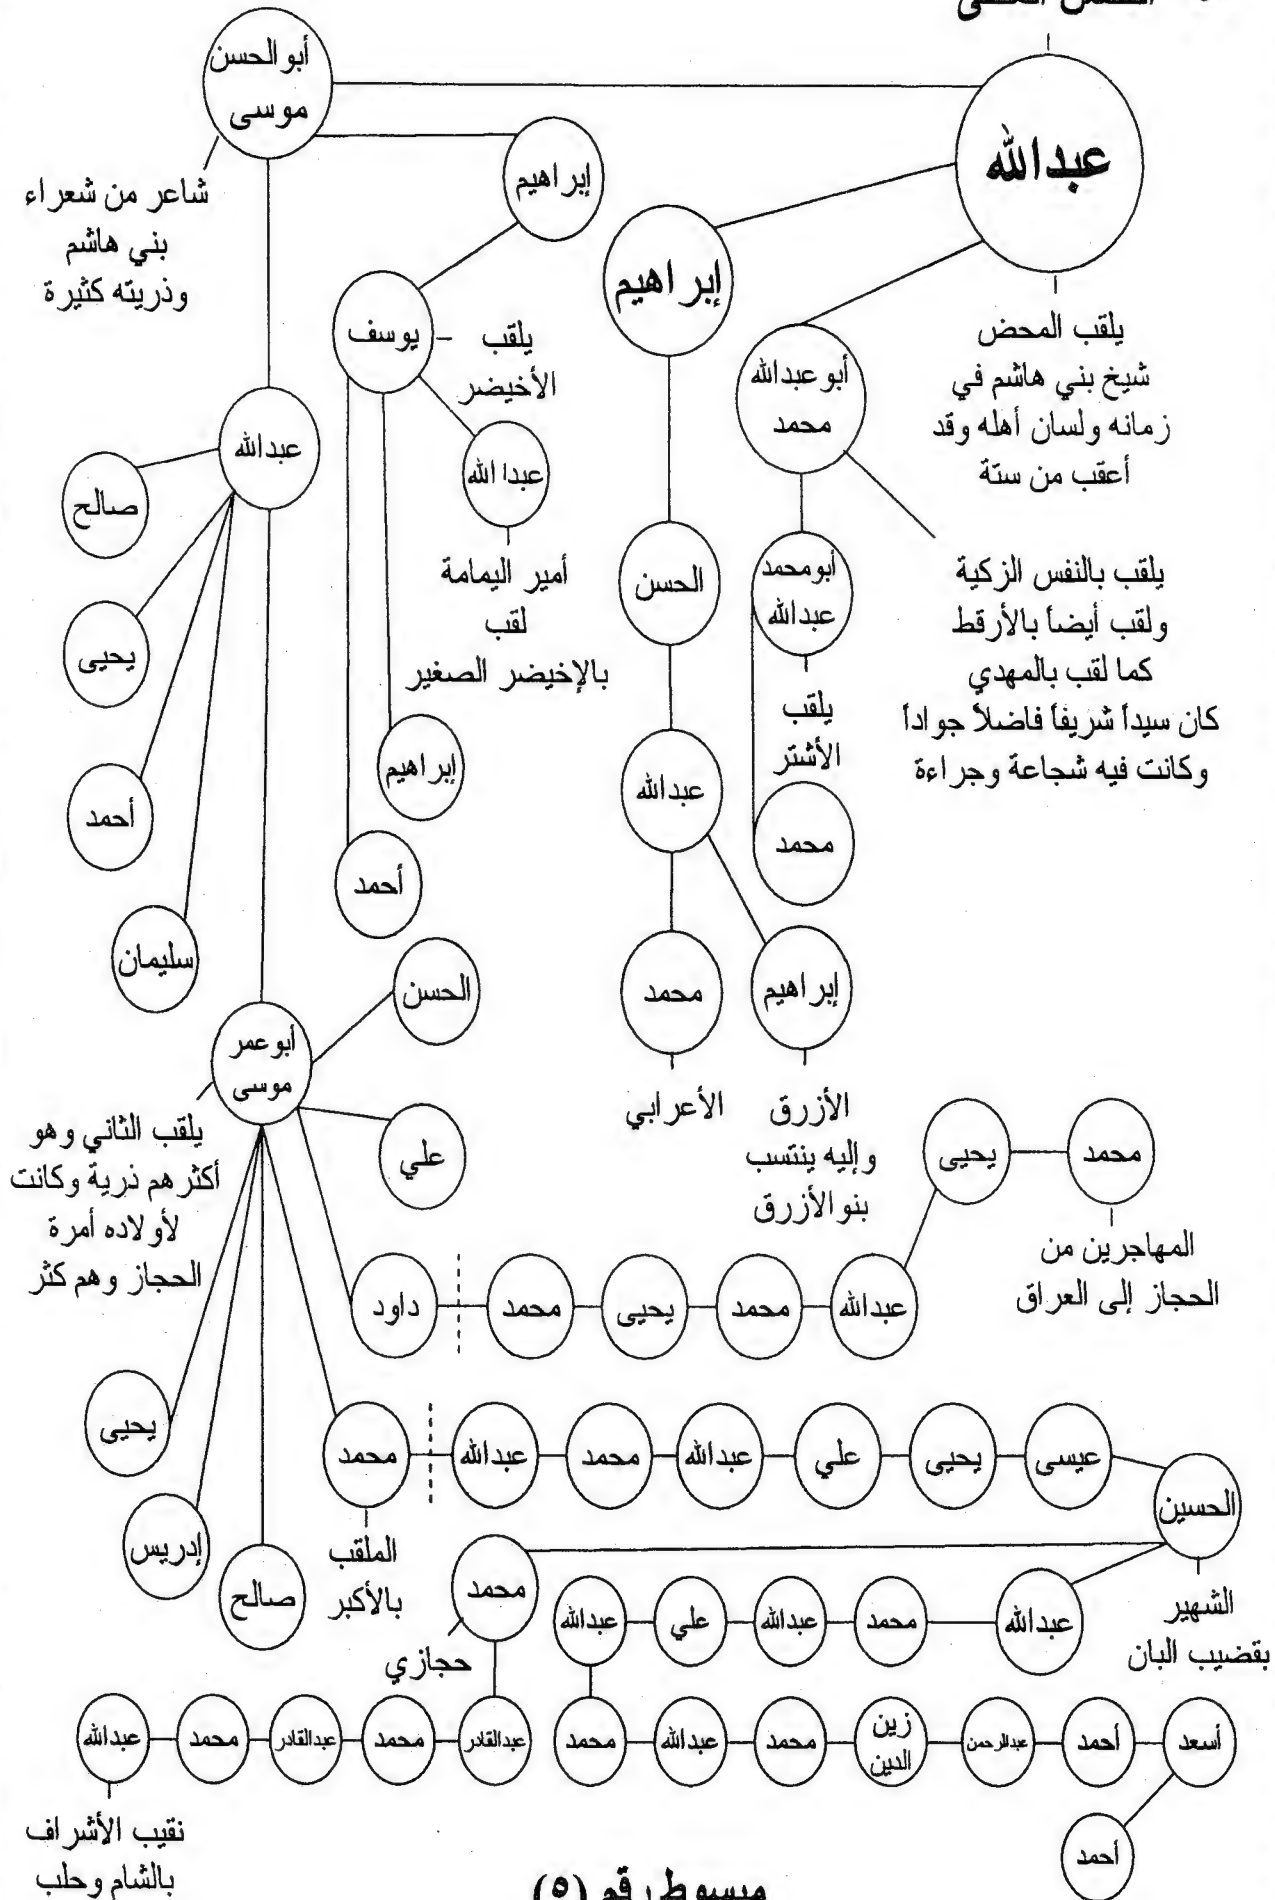 عبدالله
يلقب المحض
شيخ بني هاشم في
زمانه ولسان أهله وقد
أعقب من ستة
أبو الحسن
موسى
شاعر من شعراء
بني هاشم
وذريته كثيرة
إبراهيم
إبراهيم
يوسف
يلقب
الأخيضر
أبو عبدالله
محمد
يلقب بالنفس الزكية
ولقب أيضاً بالأرقط
كما لقب بالمهدي
كان سيداً شريفاً فاضلاً جواداً
وكانت فيه شجاعة وجراءة
عبدالله
عبدا الله
أمير اليمامة
لقب
بالإخيضر الصغير
صالح
الحسن
أبو محمد
عبدالله
يلقب
الأشتر
يحيى
إبراهيم
عبدالله
محمد
أحمد
أحمد
سليمان
الحسن
محمد
إبراهيم
الأعرابي
الأزرق
وإليه ينتسب
بنو الأزرق
أبو عمر
موسى
يلقب الثاني وهو
أكثرهم ذرية وكانت
لأولاده أمرة
الحجاز وهم كثر
علي
محمد
يحيى
المهاجرين من
الحجاز إلى العراق
عبدالله
محمد
يحيى
محمد
داود
يحيى
محمد
عبدالله
محمد
عبدالله
علي
يحيى
عيسى
الحسين
الشهير
بقضيب البان
إدريس
صالح
الملقب
بالأكبر
محمد
حجازي
عبدالله
محمد
عبدالله
علي
عبدالله
أسعد
أحمد
عبدالرحمن
زين
الدين
محمد
عبدالله
محمد
عبدالقادر
محمد
عبدالقادر
محمد
عبدالله
نقيب الأشراف
بالشام وحلب
أحمد
مبسوط رقم (٥)